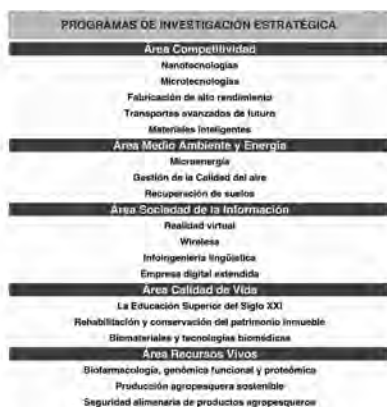 PROGRAMAS DE INVESTIGACIÓN ESTRATÉGICA
Área Competitividad
Nanotecnologías
Microtecnologías
Fabricación de alto rendimiento
Transportes avanzados de futuro
Materiales inteligentes
Área Medio Ambiente y Energía
Microenergía
Gestión de la Calidad del aire
Recuperación de suelos
Área Sociedad de la Información
Realidad virtual
Wireless
Infoingeniería lingüística
Empresa digital extendida
Área Calidad de Vida
La Educación Superior del Siglo XXI
Rehabilitación y conservación del patrimonio inmueble
Biomateriales y tecnologías biomédicas
Área Recursos Vivos
Biofarmacología, genómica funcional y proteómica
Producción agropesquera sostenible
Seguridad alimenaria de productos agropesqueros